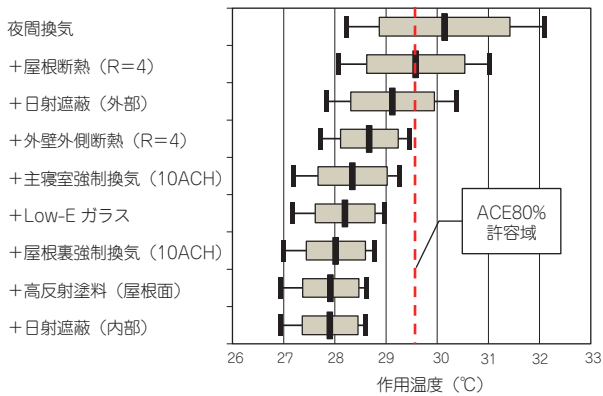 夜間換気
＋屋根断熱（R＝4）
＋日射遮蔽（外部）
＋外壁外側断熱（R＝4）
＋主寝室強制換気（10ACH）
＋Low-E ガラス
＋屋根裏強制換気（10ACH）
＋高反射塗料（屋根面）
＋日射遮蔽（内部）
ACE80%
許容域
26 27 28 29 30 31 32 33
作用温度（℃）